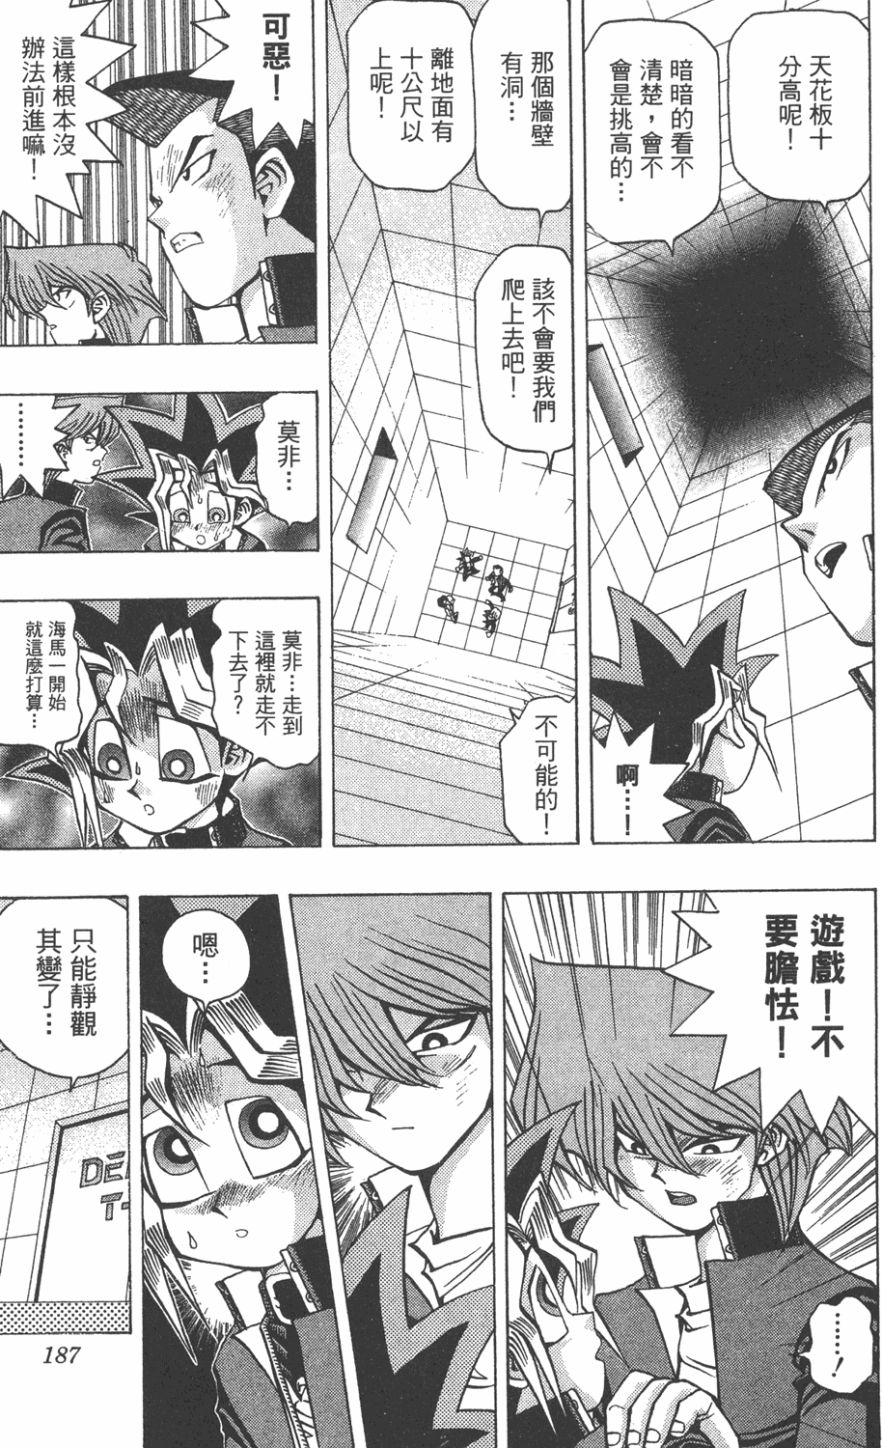 天花板十
分高呢！
暗暗的看不
清楚，會不
會是挑高的…
啊…！
那個牆壁
有洞…
離地面有
十公尺以
上呢！
該不會要我們
爬上去吧！
不可能的！
可惡！
這樣根本沒
辦法前進嘛！
莫非…
………
莫非…走到
這裡就走不
下去了？
海馬一開始
就這麼打算…
遊戲！不
要膽怯！
……！
嗯…
只能靜觀
其變了…
DE
T-
187